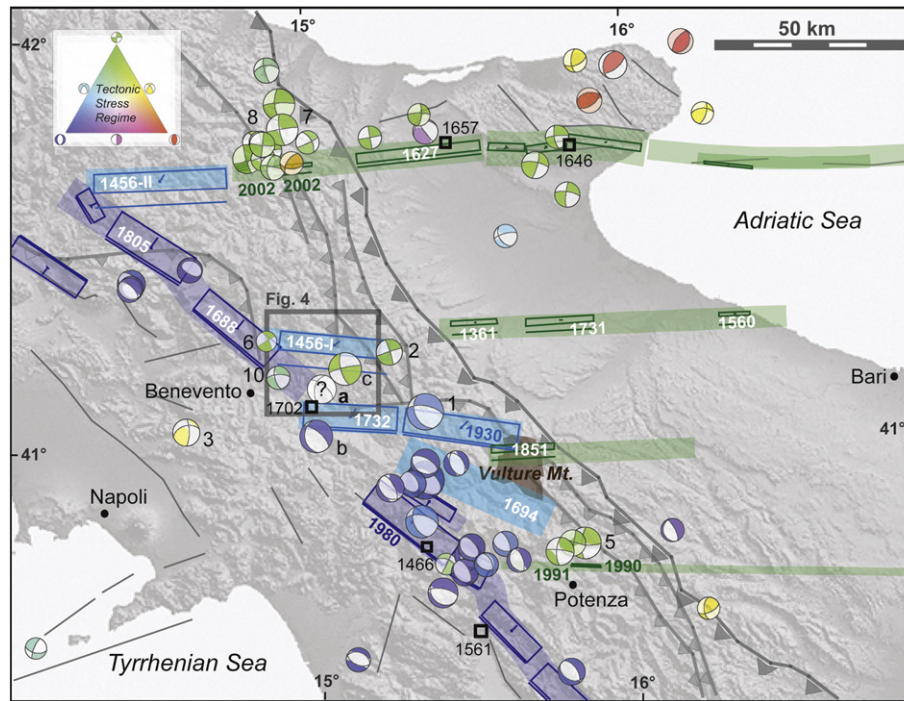 15°
16°
42°
50 km
Tectonic
Stress
Regime
8
7
1657
1627
1646
2002
2002
1456-II
Adriatic Sea
1805
Fig. 4
1688
1361
1731
1560
6
1456-I
2
10
c
Bari
Benevento
?
a
1702
1
1732
1930
41°
41°
3
b
1851
Vulture Mt.
Napoli
1694
1980
5
1466
1991
1990
Potenza
1561
Tyrrhenian Sea
15°
16°